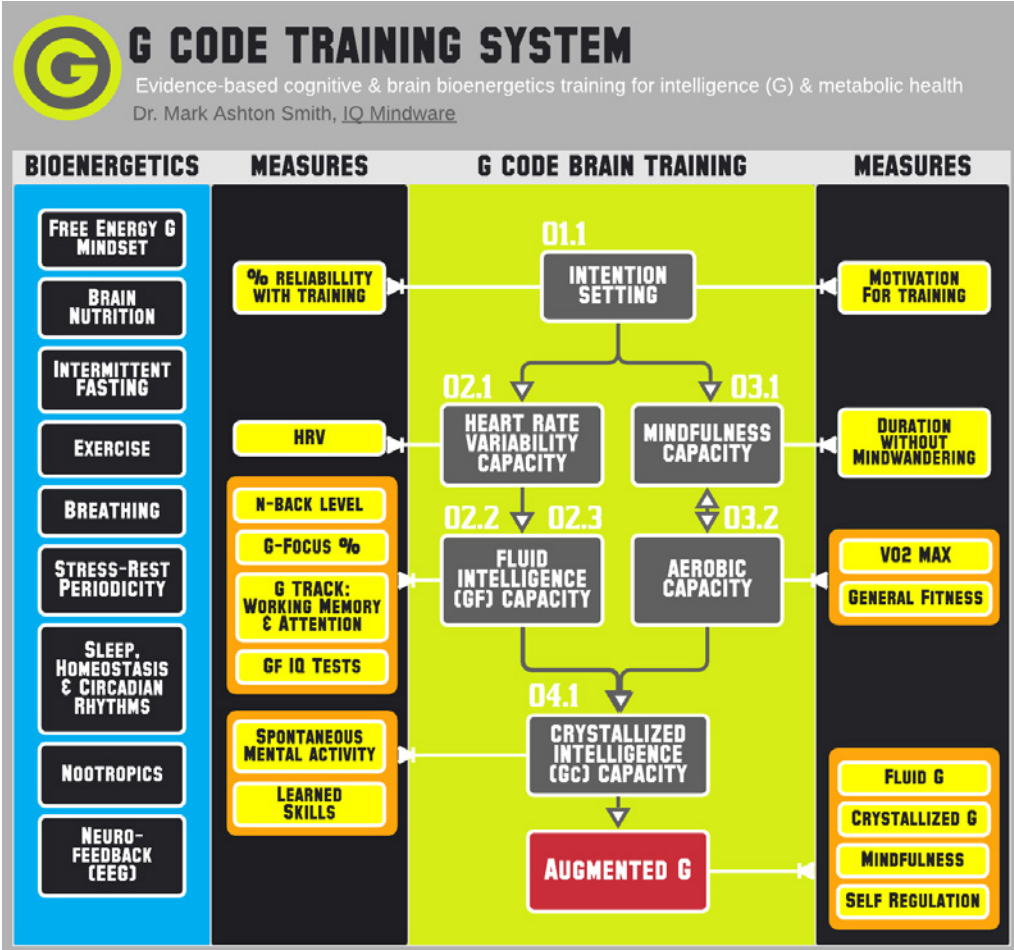 G CODE TRAINING SYSTEM
Evidence-based cognitive & brain bioenergetics training for intelligence (G) & metabolic health
Dr. Mark Ashton Smith, IQ Mindware
BIOENERGETICS
MEASURES
G CODE BRAIN TRAINING
MEASURES
FREE ENERGY G
MINDSET
BRAIN
NUTRITION
INTERMITTENT
FASTING
EXERCISE
BREATHING
STRESS-REST
PERIODICITY
SLEEP,
HOMEOSTASIS
& CIRCADIAN
RHYTHMS
NOOTROPICS
NEURO-
FEEDBACK
(EEG)
% RELIABILLITY
WITH TRAINING
HRV
N-BACK LEVEL
G-FOCUS %
G TRACK:
WORKING MEMORY
& ATTENTION
GF IQ TESTS
SPONTANEOUS
MENTAL ACTIVITY
LEARNED
SKILLS
01.1
INTENTION
SETTING
02.1
HEART RATE
VARIABILITY
CAPACITY
03.1
MINDFULNESS
CAPACITY
02.2
02.3
FLUID
INTELLIGENCE
(GF) CAPACITY
03.2
AEROBIC
CAPACITY
04.1
CRYSTALLIZED
INTELLIGENCE
(GC) CAPACITY
AUGMENTED G
MOTIVATION
FOR TRAINING
DURATION
WITHOUT
MINDWANDERING
VO2 MAX
GENERAL FITNESS
FLUID G
CRYSTALLIZED G
MINDFULNESS
SELF REGULATION